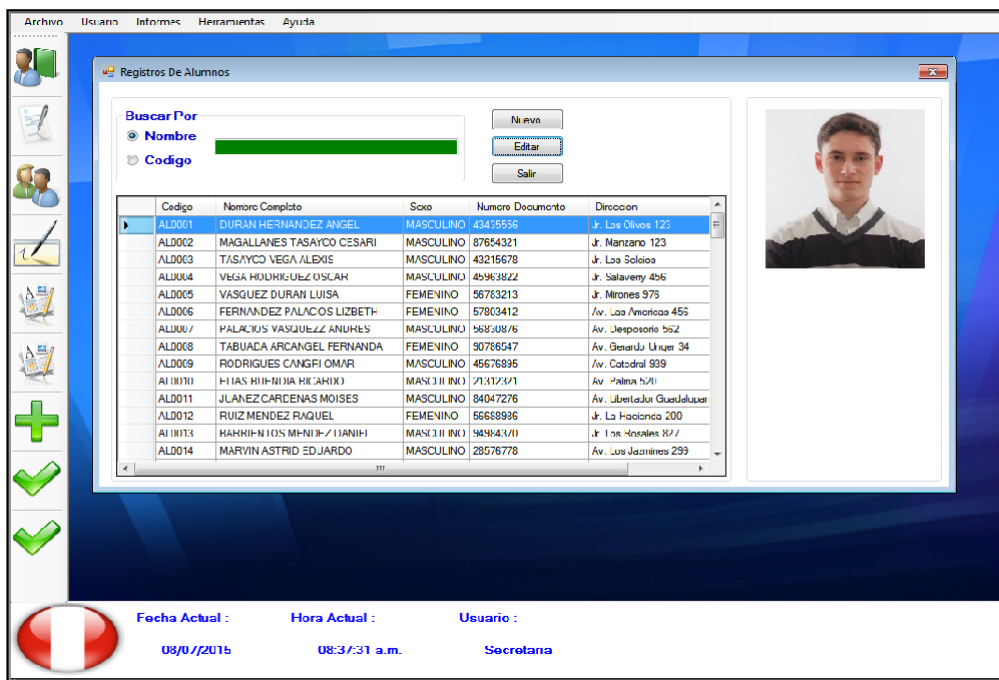 Archivo Usuario Informes Herramientas Ayuda
Registros De Alumnos
Buscar Por
Nombre
Codigo
Nuevo
Editar
Salir
Codigo Nombre Completo Sexo Numero Documento Direccion
AL0001 DURAN HERNANDEZ ANGEL MASCULINO 43435556 Jr. Los Olivos 123
AL0002 MAGALLANES TASAYCO CESARI MASCULINO 87654321 Jr. Manzano 123
AL0003 TASAYCO VEGA ALEXIS MASCULINO 43215678 Jr. Los
AL0004 VEGA RODRIGUEZ OSCAR MASCULINO 45963822 Jr. Salaverry 456
AL0005 VASQUEZ DURAN LUISA FEMENINO 56783213 Jr. Mirones 976
AL0006 FERNANDEZ PALACIOS LIZBETH FEMENINO 57803412 Av. Las Americas 456
AL0007 PALACIOS VASQUEZZ ANDRES MASCULINO 56830876 Av. Desposorio 562
AL0008 TABUADA ARCANGEL FERNANDA FEMENINO 90786547 Av. Gerardo Unger 34
AL0009 RODRIGUES CANGRI OMAR MASCULINO 45676895 Av. Catedral 939
AL0010 ELIAS BUENDIA RICARDO MASCULINO 21312321 Av. Palma 520
AL0011 JUANEZ CARDENAS MOISES MASCULINO 84047276 Av. Libertador Guadalupan
AL0012 RUIZ MENDEZ RAQUEL FEMENINO 56688936 Jr. La Hacienda 200
AL0013 BARRIENTOS MENDEZ DANIEL MASCULINO 94984370 Jr. Los Rosales 827
AL0014 MARVIN ASTRID EDUARDO MASCULINO 28576778 Av. Los Jazmines 299
Fecha Actual : Hora Actual : Usuario :
08/07/2015 08:37:31 a.m. Secretaria